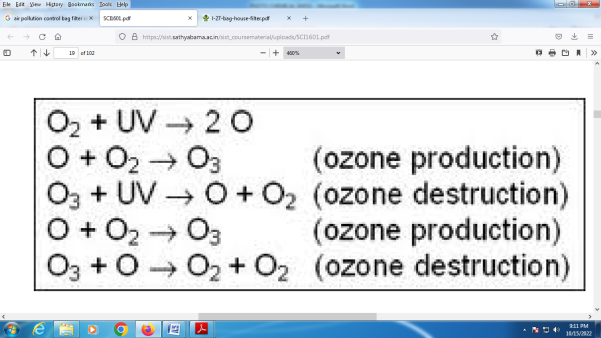 File Edit View History Bookmarks Tools Help
air pollution control bag filter SCI1601.pdf I-27-bag-house-filter.pdf
https://sist.sathyabama.ac.in/sist_coursematerial/uploads/SCI1601.pdf
19 of 102 460%
O₂ + UV → 2 O
O + O₂ → O₃ (ozone production)
O₃ + UV → O + O₂ (ozone destruction)
O + O₂ → O₃ (ozone production)
O₃ + O → O₂ + O₂ (ozone destruction)
9:11 PM
10/15/2022